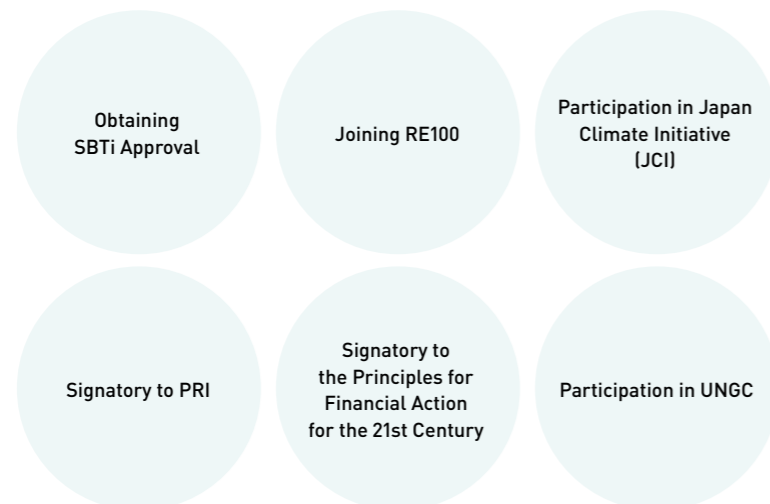 Obtaining
SBTi Approval
Joining RE100
Participation in Japan
Climate Initiative
(JCI)
Signatory to PRI
Signatory to
the Principles for
Financial Action
for the 21st Century
Participation in UNGC